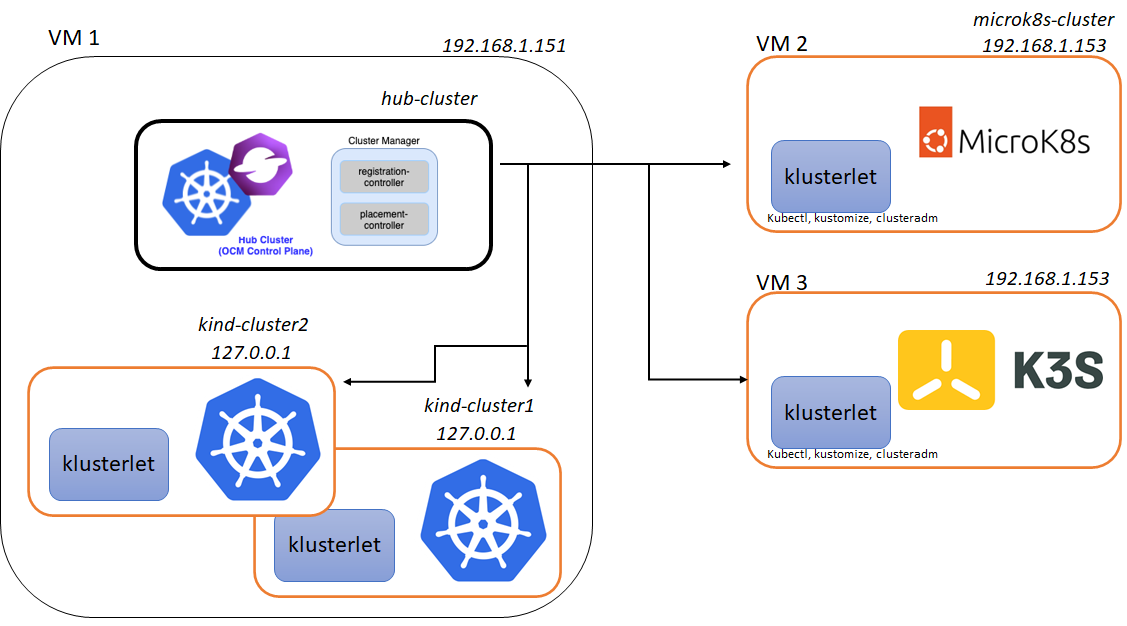 VM 1
192.168.1.151
hub-cluster
Cluster Manager
registration-
controller
placement-
controller
Hub Cluster
(OCM Control Plane)
kind-cluster2
127.0.0.1
klusterlet
kind-cluster1
127.0.0.1
klusterlet
microk8s-cluster
VM 2
192.168.1.153
MicroK8s
klusterlet
Kubectl, kustomize, clusteradm
VM 3
192.168.1.153
K3S
klusterlet
Kubectl, kustomize, clusteradm